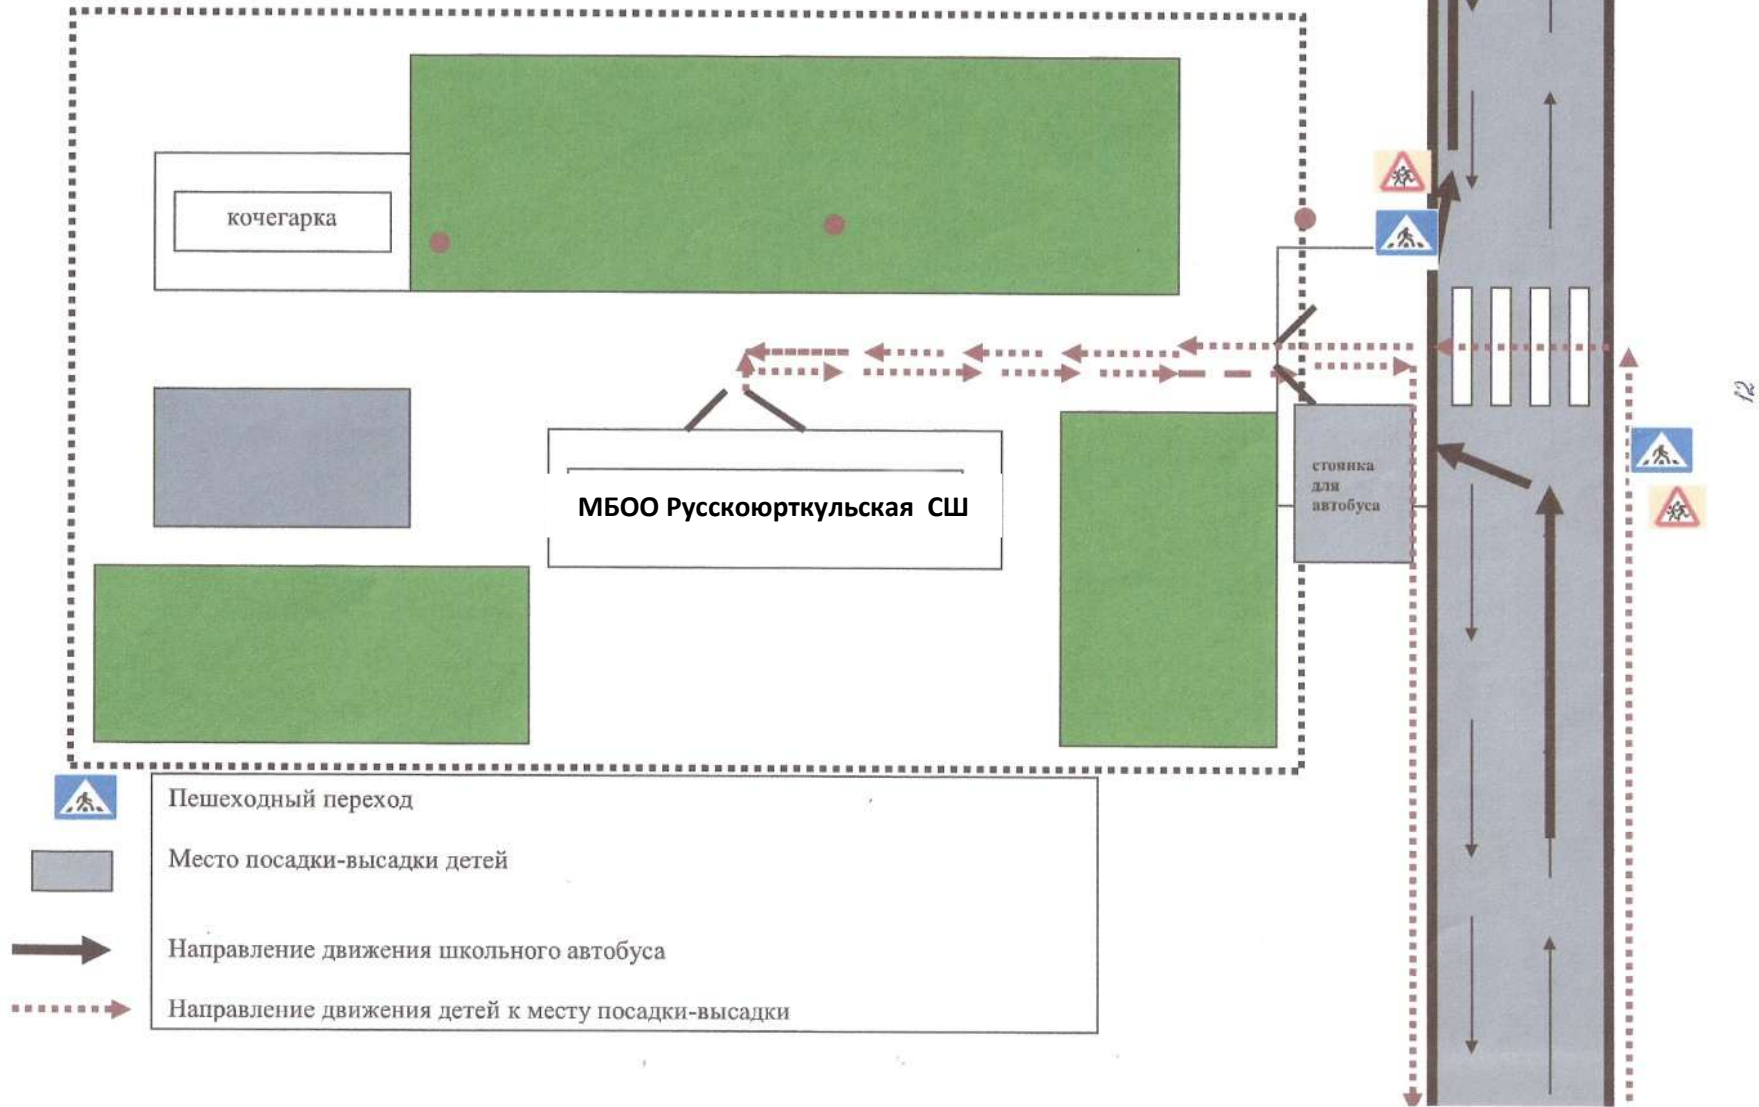 кочегарка
12
стоянка
для
автобуса
МБОО Русскоюрткульская СШ
Пешеходный переход
Место посадки-высадки детей
Направление движения школьного автобуса
Направление движения детей к месту посадки-высадки